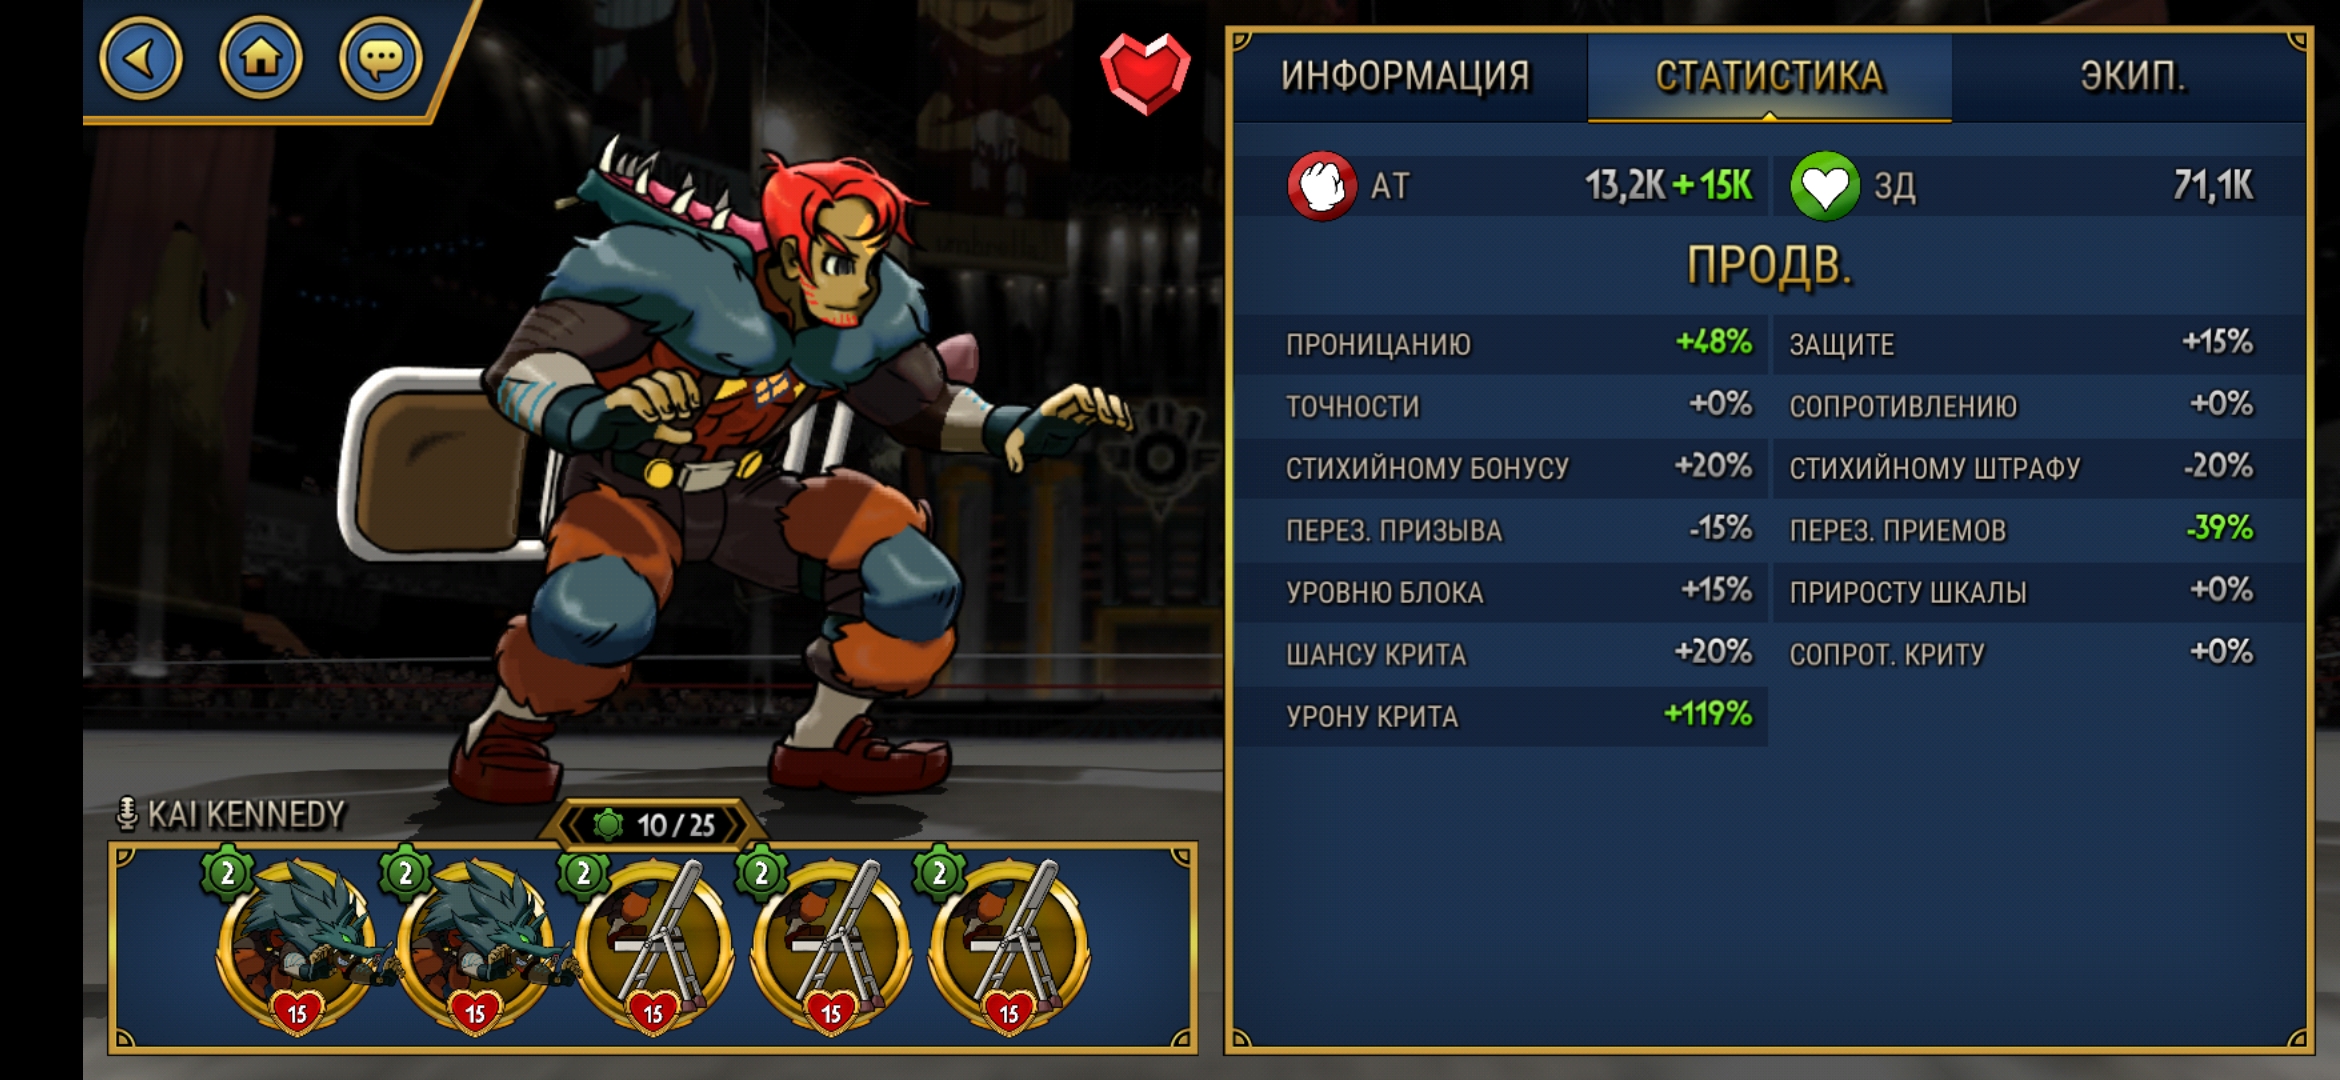 ИНФОРМАЦИЯ СТАТИСТИКА ЭКИП.
АТ 13,2K +15K ЗД 71,1K
ПРОДВ.
ПРОНИЦАНИЮ +48% ЗАЩИТЕ +15%
ТОЧНОСТИ +0% СОПРОТИВЛЕНИЮ +0%
СТИХИЙНОМУ БОНУСУ +20% СТИХИЙНОМУ ШТРАФУ -20%
ПЕРЕЗ. ПРИЗЫВА -15% ПЕРЕЗ. ПРИЕМОВ -39%
УРОВНЮ БЛОКА +15% ПРИРОСТУ ШКАЛЫ +0%
ШАНСУ КРИТА +20% СОПРОТ. КРИТУ +0%
УРОНУ КРИТА +119%
umbrella
KAI KENNEDY
10 / 25
2 2 2 2 2
15 15 15 15 15